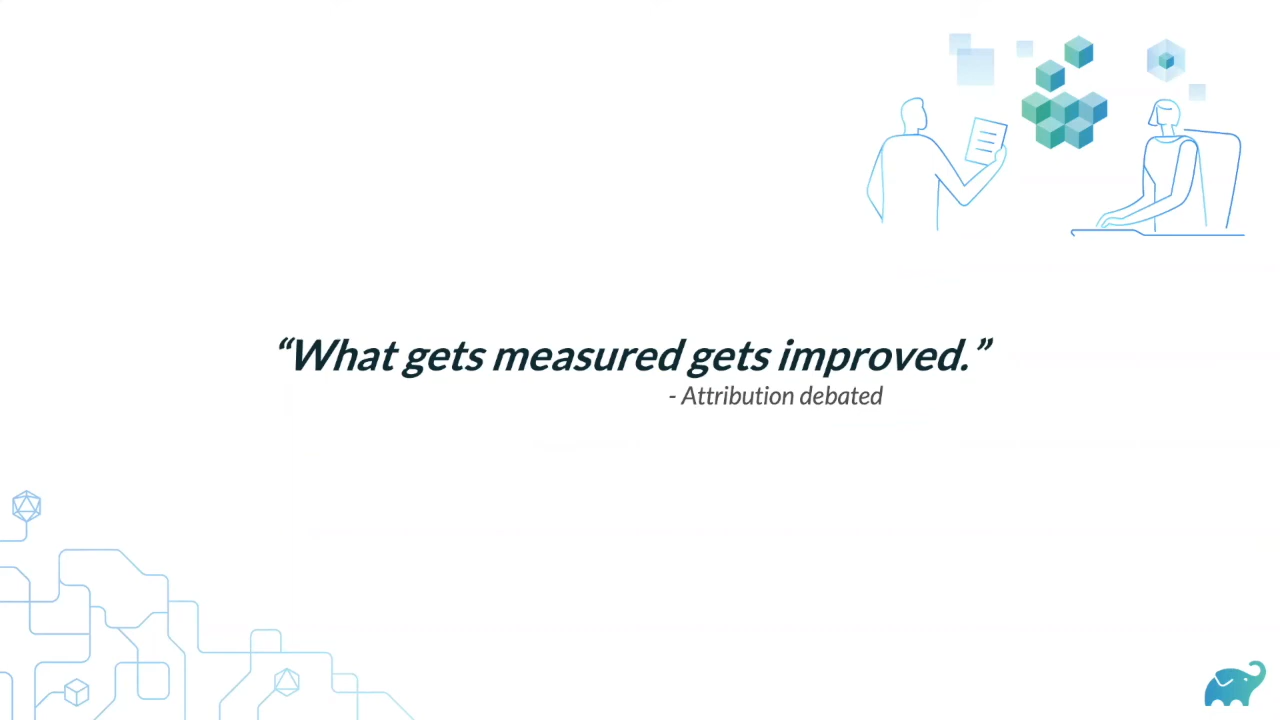 “What gets measured gets improved.”
- Attribution debated